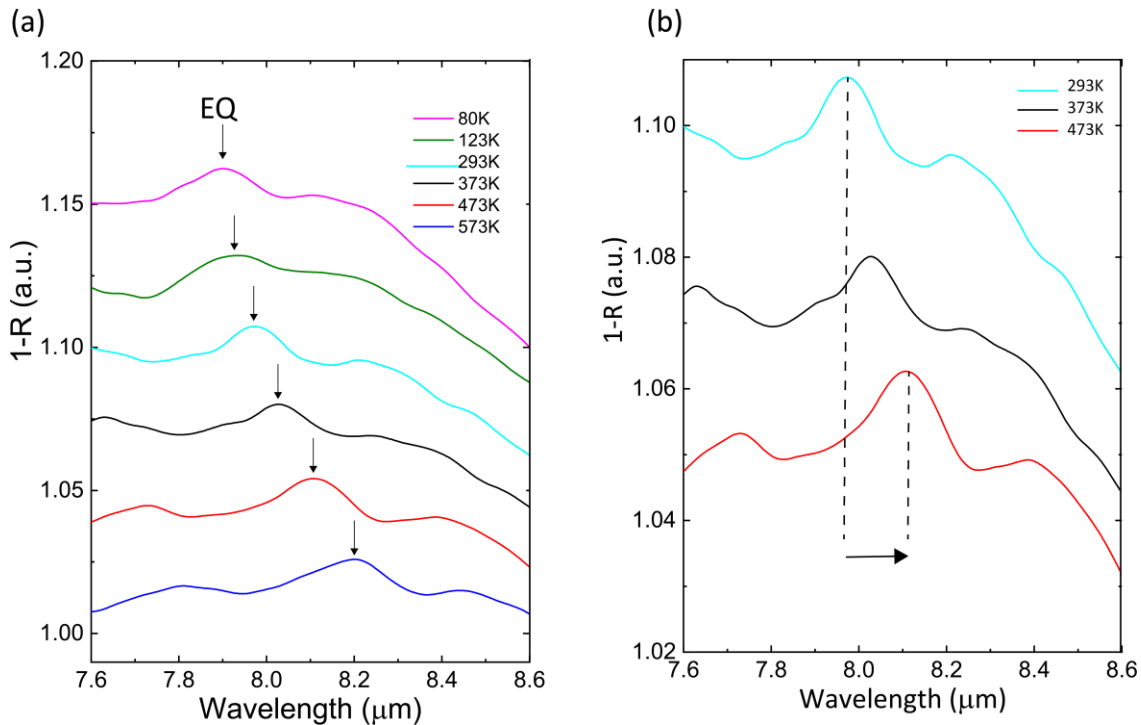 (a)
1.20
1.15
1.10
1.05
1.00
1-R (a.u.)
EQ
80K
123K
293K
373K
473K
573K
7.6 7.8 8.0 8.2 8.4 8.6
Wavelength (μm)
(b)
1.10
1.08
1.06
1.04
1.02
1-R (a.u.)
293K
373K
473K
7.6 7.8 8.0 8.2 8.4 8.6
Wavelength (μm)